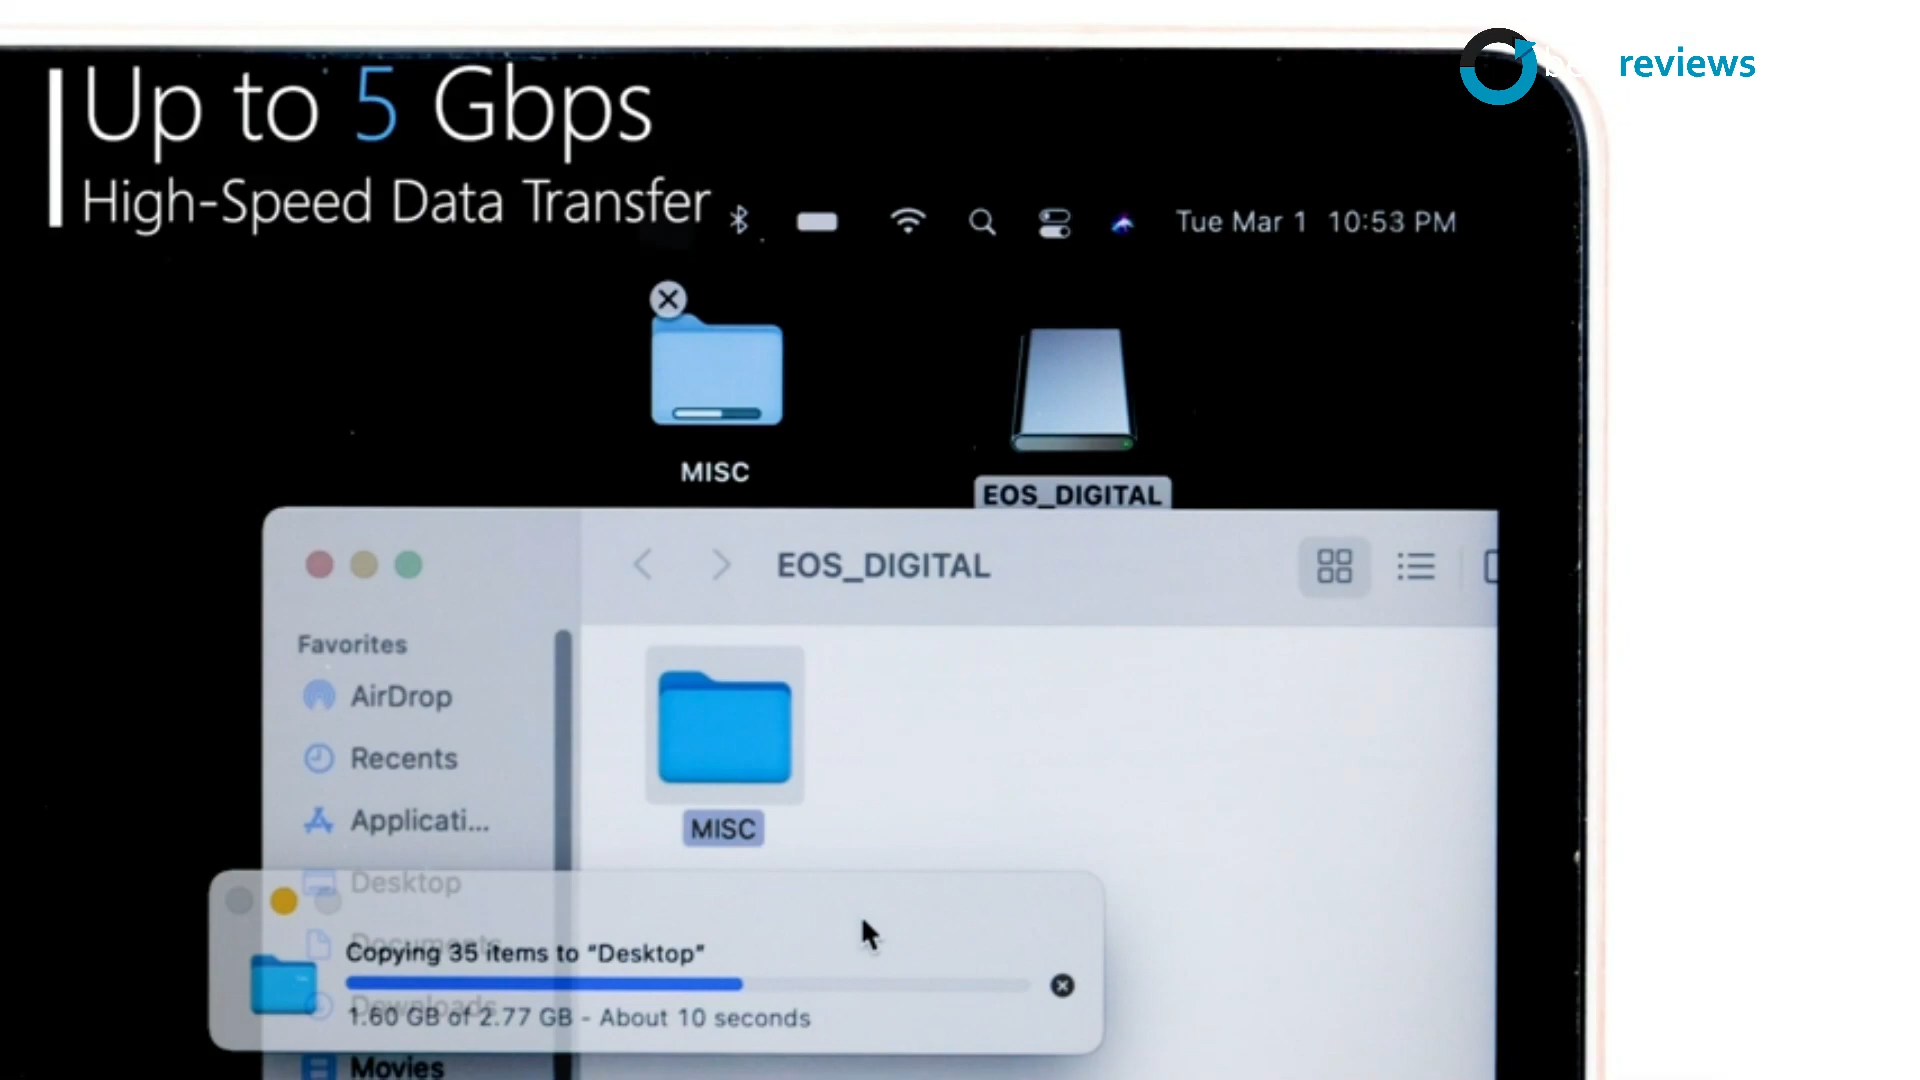 Up to 5 Gbps
High-Speed Data Transfer
reviews
Tue Mar 1 10:53 PM
MISC
EOS_DIGITAL
EOS_DIGITAL
Favorites
AirDrop
Recents
Applicati...
MISC
Desktop
Documents
Copying 35 items to "Desktop"
Downloads
1.60 GB of 2.77 GB - About 10 seconds
Movies